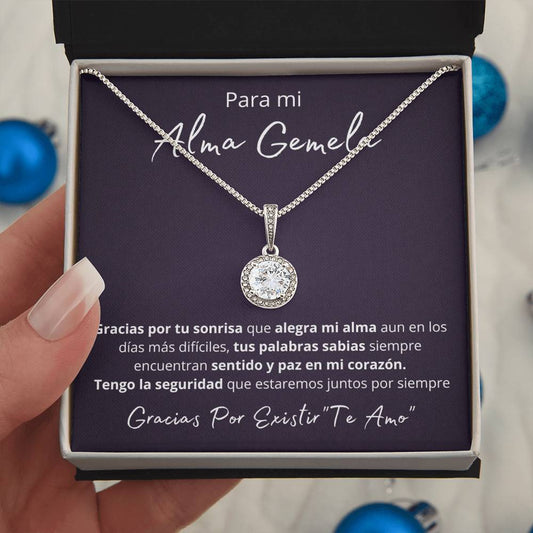 Para mi
Alma Gemela
Gracias por tu sonrisa que alegra mi alma aun en los
días más difíciles, tus palabras sabias siempre
encuentran sentido y paz en mi corazón.
Tengo la seguridad que estaremos juntos por siempre
Gracias Por Existir"Te Amo"